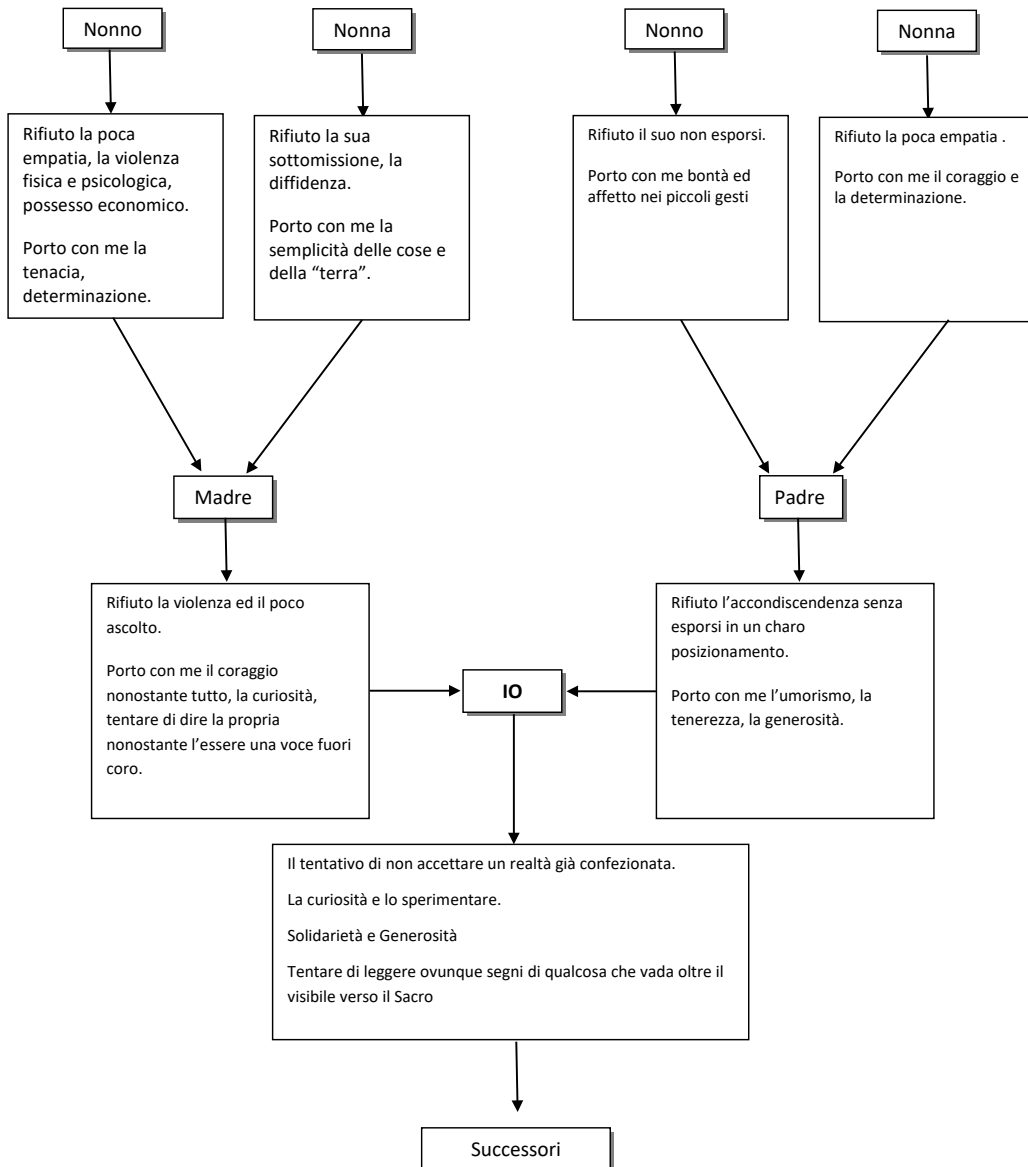 Nonno
Nonna
Nonno
Nonna
Rifiuto la poca
empatia, la violenza
fisica e psicologica,
possesso economico.
Porto con me la
tenacia,
determinazione.
Rifiuto la sua
sottomissione, la
diffidenza.
Porto con me la
semplicità delle cose e
della “terra”.
Rifiuto il suo non esporsi.
Porto con me bontà ed
affetto nei piccoli gesti
Rifiuto la poca empatia .
Porto con me il coraggio e
la determinazione.
Madre
Padre
Rifiuto la violenza ed il poco
ascolto.
Porto con me il coraggio
nonostante tutto, la curiosità,
tentare di dire la propria
nonostante l’essere una voce fuori
coro.
IO
Rifiuto l’accondiscendenza senza
esporsi in un charo
posizionamento.
Porto con me l’umorismo, la
tenerezza, la generosità.
Il tentativo di non accettare un realtà già confezionata.
La curiosità e lo sperimentare.
Solidarietà e Generosità
Tentare di leggere ovunque segni di qualcosa che vada oltre il
visibile verso il Sacro
Successori